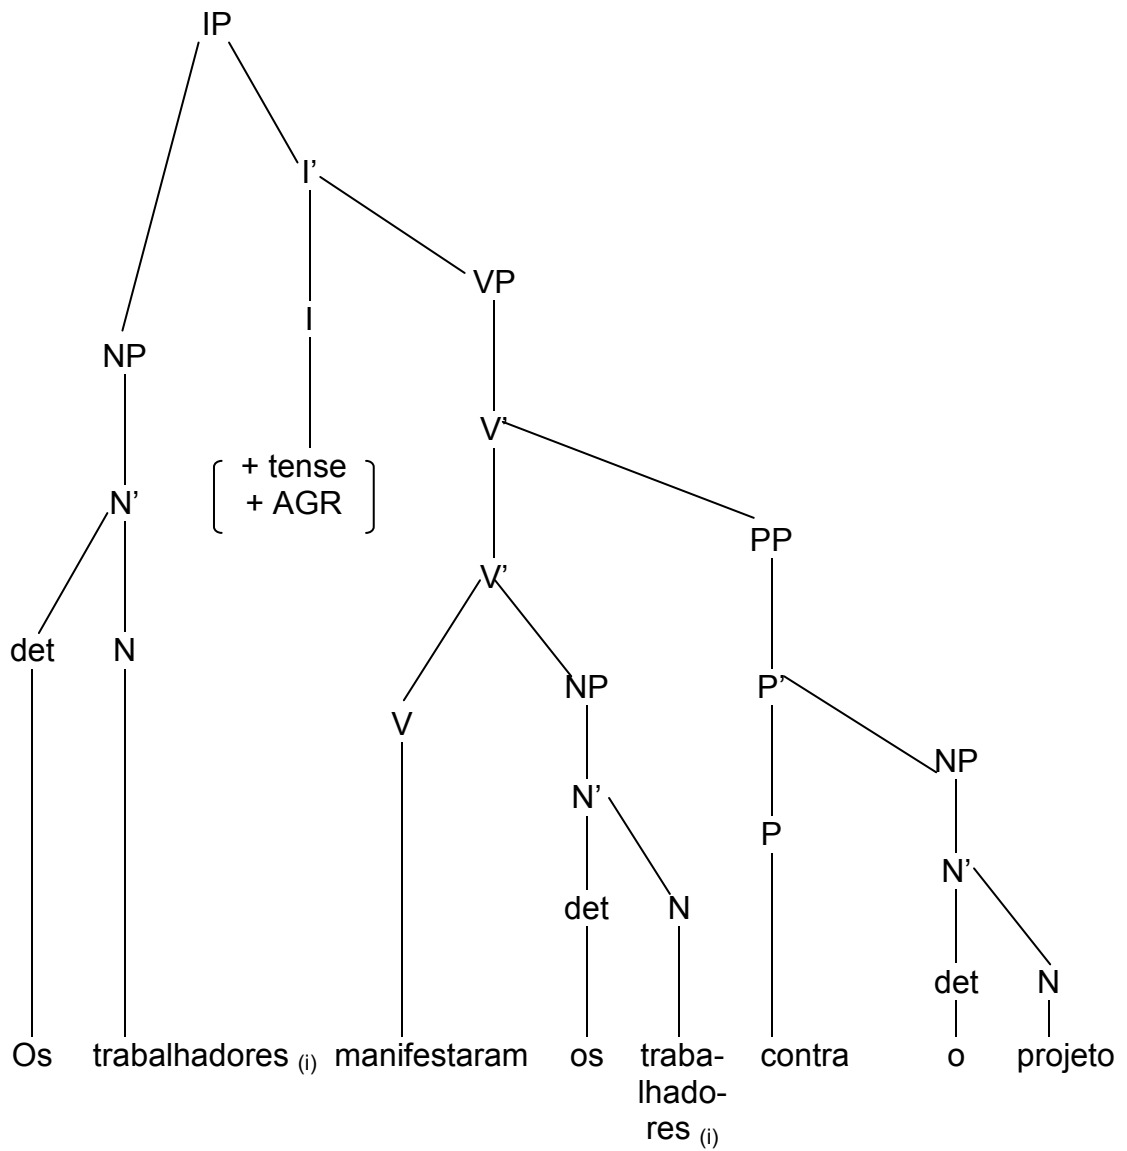 IP
I’
VP
I
NP
V’
+ tense
+ AGR
N’
PP
V’
det N
NP
P’
V
NP
N’
P
N’
det N
det N
Os trabalhadores (i) manifestaram os traba- contra o projeto
lhado-
res (i)